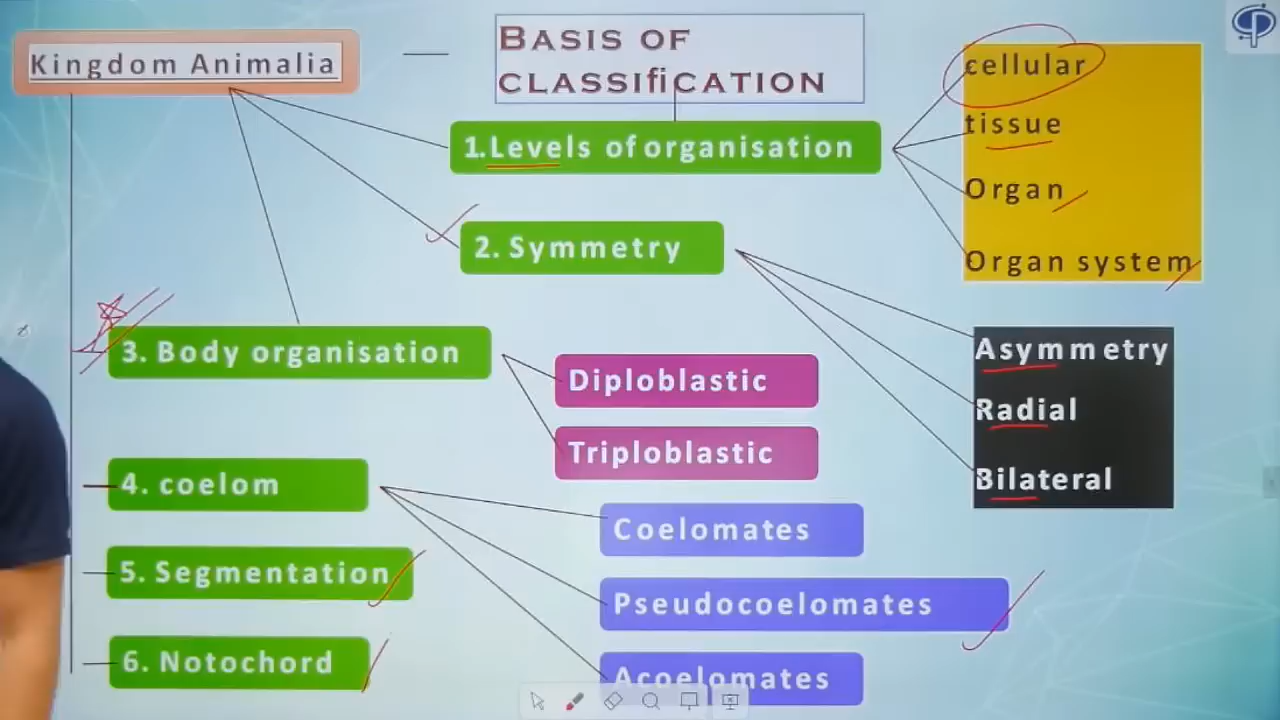 Kingdom Animalia
BASIS OF
CLASSIfiCATION
1.Levels of organisation
cellular
tissue
Organ
Organ system
2. Symmetry
Asymmetry
Radial
Bilateral
3. Body organisation
Diploblastic
Triploblastic
4. coelom
Coelomates
Pseudocoelomates
Acoelomates
5. Segmentation
6. Notochord